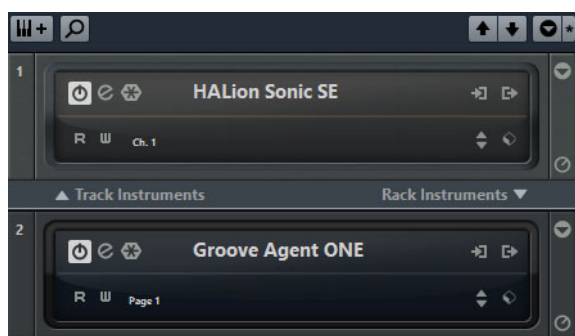 1
HALion Sonic SE
R W Ch. 1
Track Instruments Rack Instruments
2
Groove Agent ONE
R W Page 1